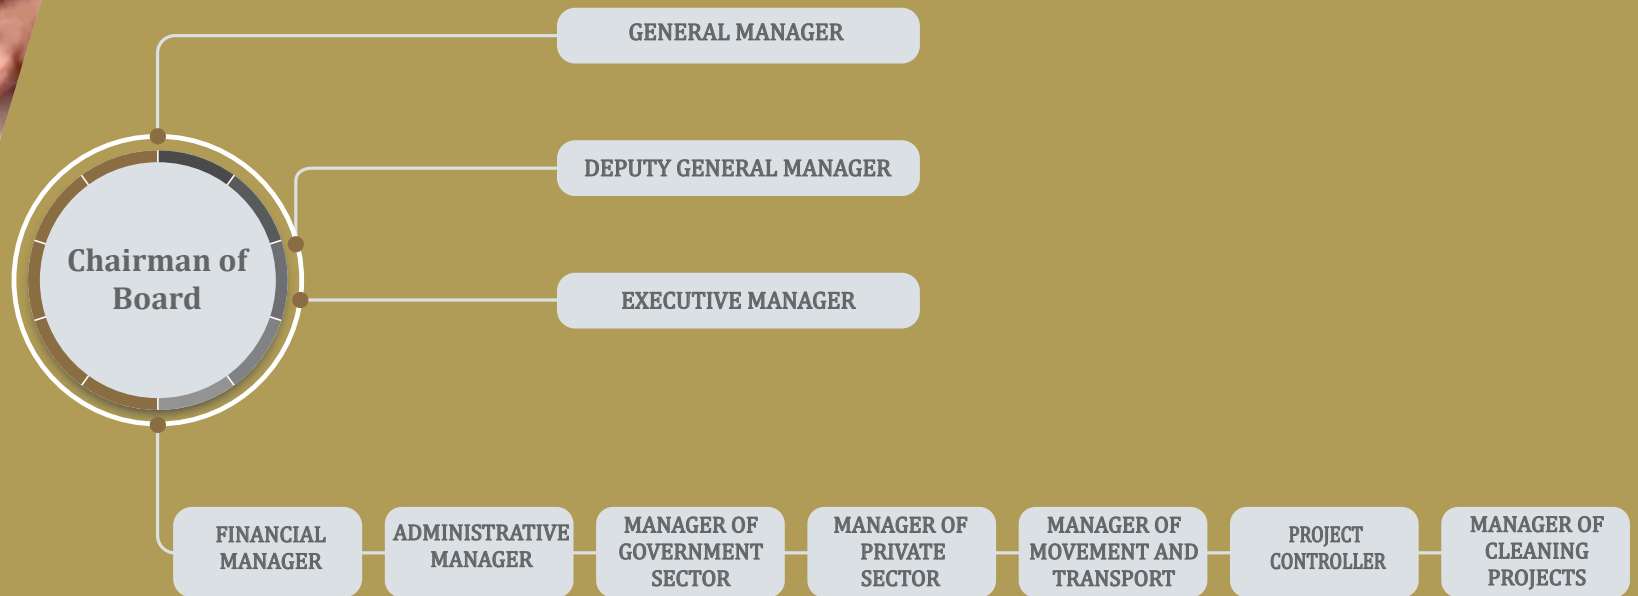 GENERAL MANAGER
DEPUTY GENERAL MANAGER
Chairman of
Board
EXECUTIVE MANAGER
FINANCIAL
MANAGER
ADMINISTRATIVE
MANAGER
MANAGER OF
GOVERNMENT
SECTOR
MANAGER OF
PRIVATE
SECTOR
MANAGER OF
MOVEMENT AND
TRANSPORT
PROJECT
CONTROLLER
MANAGER OF
CLEANING
PROJECTS